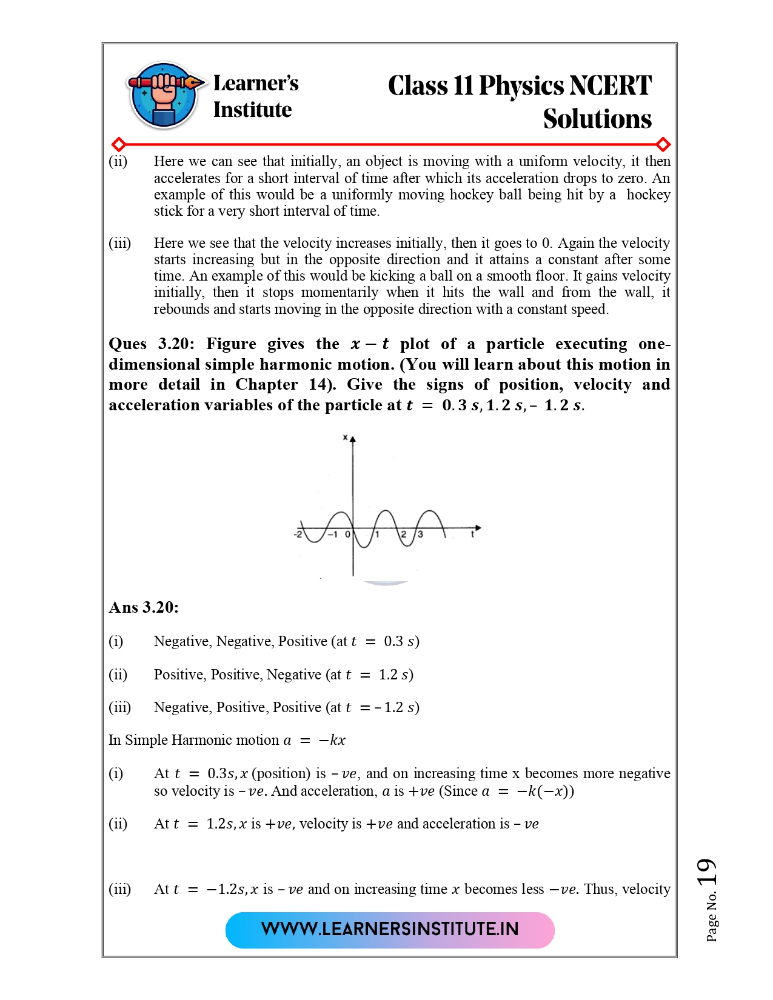 Learner's
Institute
Class 11 Physics NCERT
Solutions
(ii) Here we can see that initially, an object is moving with a uniform velocity, it then
accelerates for a short interval of time after which its acceleration drops to zero. An
example of this would be a uniformly moving hockey ball being hit by a hockey
stick for a very short interval of time.
(iii) Here we see that the velocity increases initially, then it goes to 0. Again the velocity
starts increasing but in the opposite direction and it attains a constant after some
time. An example of this would be kicking a ball on a smooth floor. It gains velocity
initially, then it stops momentarily when it hits the wall and from the wall, it
rebounds and starts moving in the opposite direction with a constant speed.
Ques 3.20: Figure gives the x − t plot of a particle executing one-
dimensional simple harmonic motion. (You will learn about this motion in
more detail in Chapter 14). Give the signs of position, velocity and
acceleration variables of the particle at t = 0.3 s, 1.2 s, – 1.2 s.
x
-2 −1 0 1 2 3 t
Ans 3.20:
(i) Negative, Negative, Positive (at t = 0.3 s)
(ii) Positive, Positive, Negative (at t = 1.2 s)
(iii) Negative, Positive, Positive (at t = – 1.2 s)
In Simple Harmonic motion a = −kx
(i) At t = 0.3s, x (position) is – ve, and on increasing time x becomes more negative
so velocity is – ve. And acceleration, a is +ve (Since a = −k(−x))
(ii) At t = 1.2s, x is +ve, velocity is +ve and acceleration is – ve
(iii) At t = −1.2s, x is – ve and on increasing time x becomes less −ve. Thus, velocity
WWW.LEARNERSINSTITUTE.IN
Page No. 19